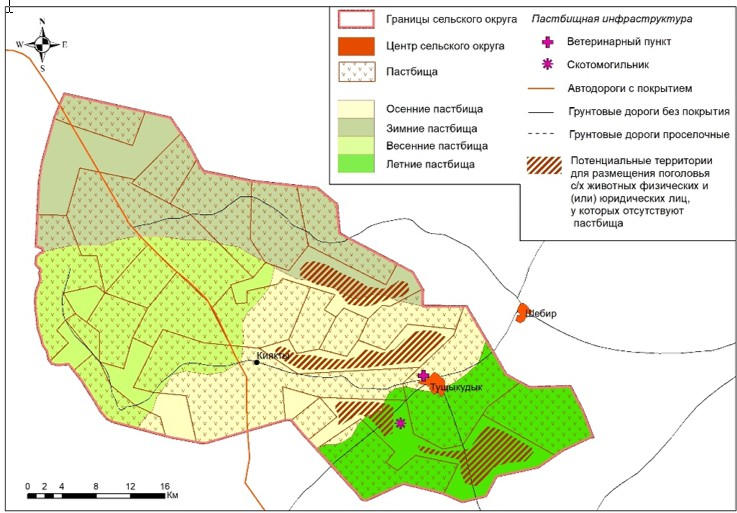 N
W E
S
Границы сельского округа
Центр сельского округа
Пастбища
Осенние пастбища
Зимние пастбища
Весенние пастбища
Летние пастбища
Пастбищная инфраструктура
Ветеринарный пункт
Скотомогильник
Автодороги с покрытием
Грунтовые дороги без покрытия
Грунтовые дороги проселочные
Потенциальные территории
для размещения поголовья
с/х животных физических и
(или) юридических лиц,
у которых отсутствуют
пастбища
Шебир
Киякты
Тущыкудык
0 2 4 8 12 16
Км